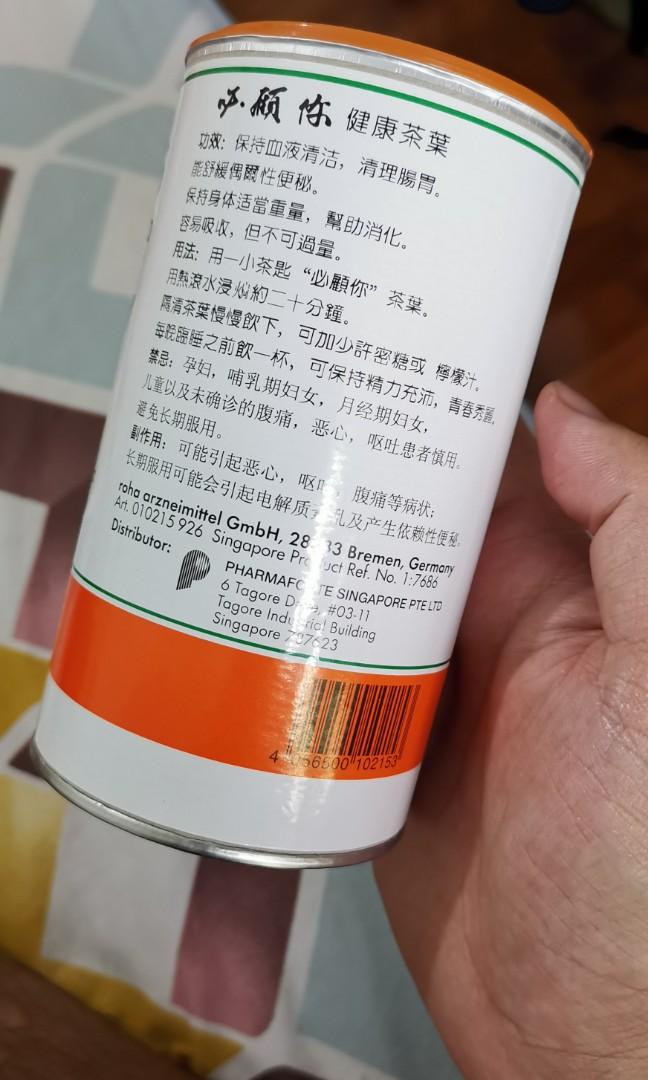 必顧你 健康茶葉
功效: 保持血液清洁, 清理腸胃。
能舒緩偶爾性便秘。
保持身体适當重量, 幫助消化。
容易吸收, 但不可過量。
用法: 用一小茶匙 “必顧你” 茶葉。
用熱滾水浸焗約二十分鐘。
隔清茶葉慢慢飲下, 可加少許密糖或 檸檬汁。
每晚臨睡之前飲一杯, 可保持精力充沛, 青春秀麗。
禁忌: 孕妇, 哺乳期妇女, 月经期妇女,
儿童以及未确诊的腹痛, 恶心, 呕吐患者慎用。
避免长期服用。
副作用: 可能引起恶心, 呕 腹痛等病状;
长期服用可能会引起电解质 乱及产生依赖性便秘。
roha arzneimittel GmbH, Bremen, Germany
Art. 010215 926 Singapore Product Ref. No. 1:7686
Distributor:
PHARMAFORTE SINGAPORE PTE LTD
6 Tagore #03-11
Tagore Industrial Building
Singapore 787623
4 056500 102153